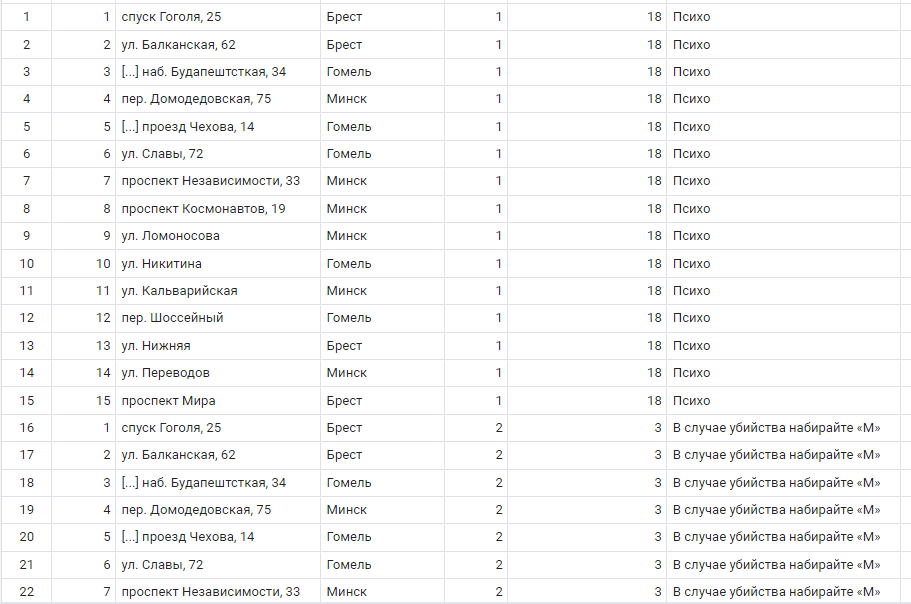 1 1 спуск Гоголя, 25 Брест 1 18 Психо
2 2 ул. Балканская, 62 Брест 1 18 Психо
3 3 [...] наб. Будапештсткая, 34 Гомель 1 18 Психо
4 4 пер. Домодедовская, 75 Минск 1 18 Психо
5 5 [...] проезд Чехова, 14 Гомель 1 18 Психо
6 6 ул. Славы, 72 Гомель 1 18 Психо
7 7 проспект Независимости, 33 Минск 1 18 Психо
8 8 проспект Космонавтов, 19 Минск 1 18 Психо
9 9 ул. Ломоносова Минск 1 18 Психо
10 10 ул. Никитина Гомель 1 18 Психо
11 11 ул. Кальварийская Минск 1 18 Психо
12 12 пер. Шоссейный Гомель 1 18 Психо
13 13 ул. Нижняя Брест 1 18 Психо
14 14 ул. Переводов Минск 1 18 Психо
15 15 проспект Мира Брест 1 18 Психо
16 1 спуск Гоголя, 25 Брест 2 3 В случае убийства набирайте «М»
17 2 ул. Балканская, 62 Брест 2 3 В случае убийства набирайте «М»
18 3 [...] наб. Будапештсткая, 34 Гомель 2 3 В случае убийства набирайте «М»
19 4 пер. Домодедовская, 75 Минск 2 3 В случае убийства набирайте «М»
20 5 [...] проезд Чехова, 14 Гомель 2 3 В случае убийства набирайте «М»
21 6 ул. Славы, 72 Гомель 2 3 В случае убийства набирайте «М»
22 7 проспект Независимости, 33 Минск 2 3 В случае убийства набирайте «М»